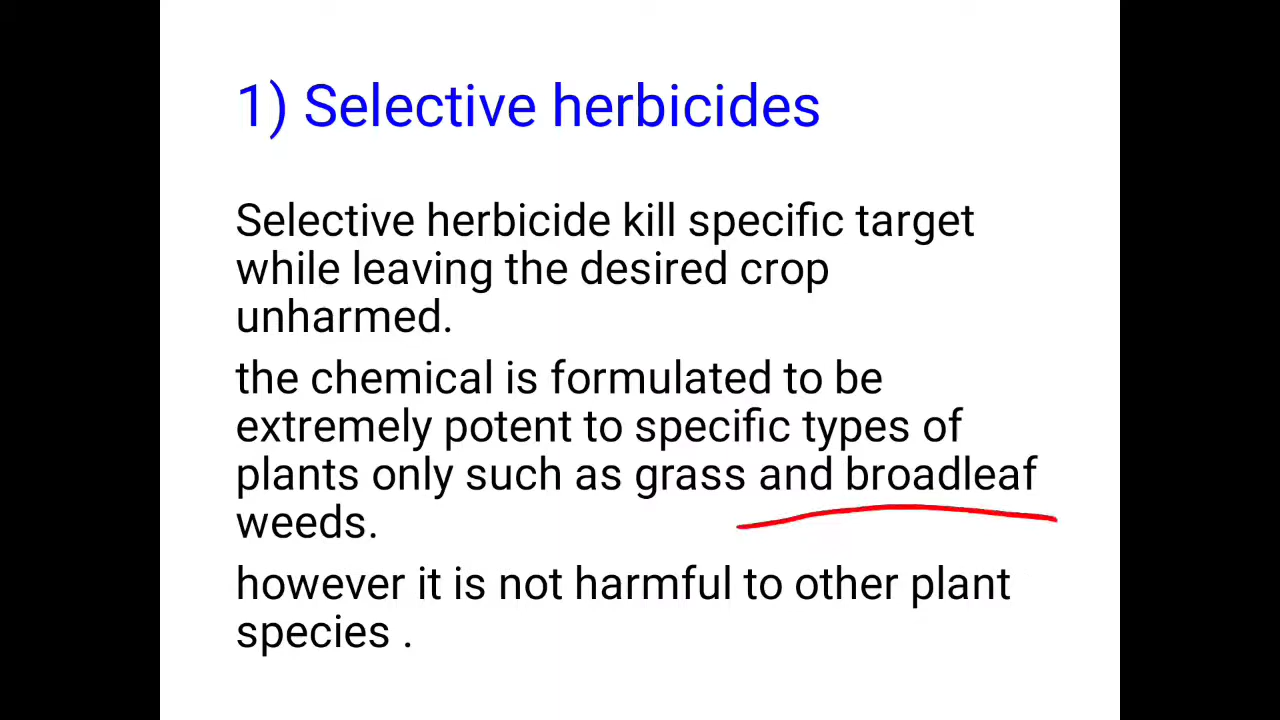 1) Selective herbicides
Selective herbicide kill specific target
while leaving the desired crop
unharmed.
the chemical is formulated to be
extremely potent to specific types of
plants only such as grass and broadleaf
weeds.
however it is not harmful to other plant
species .